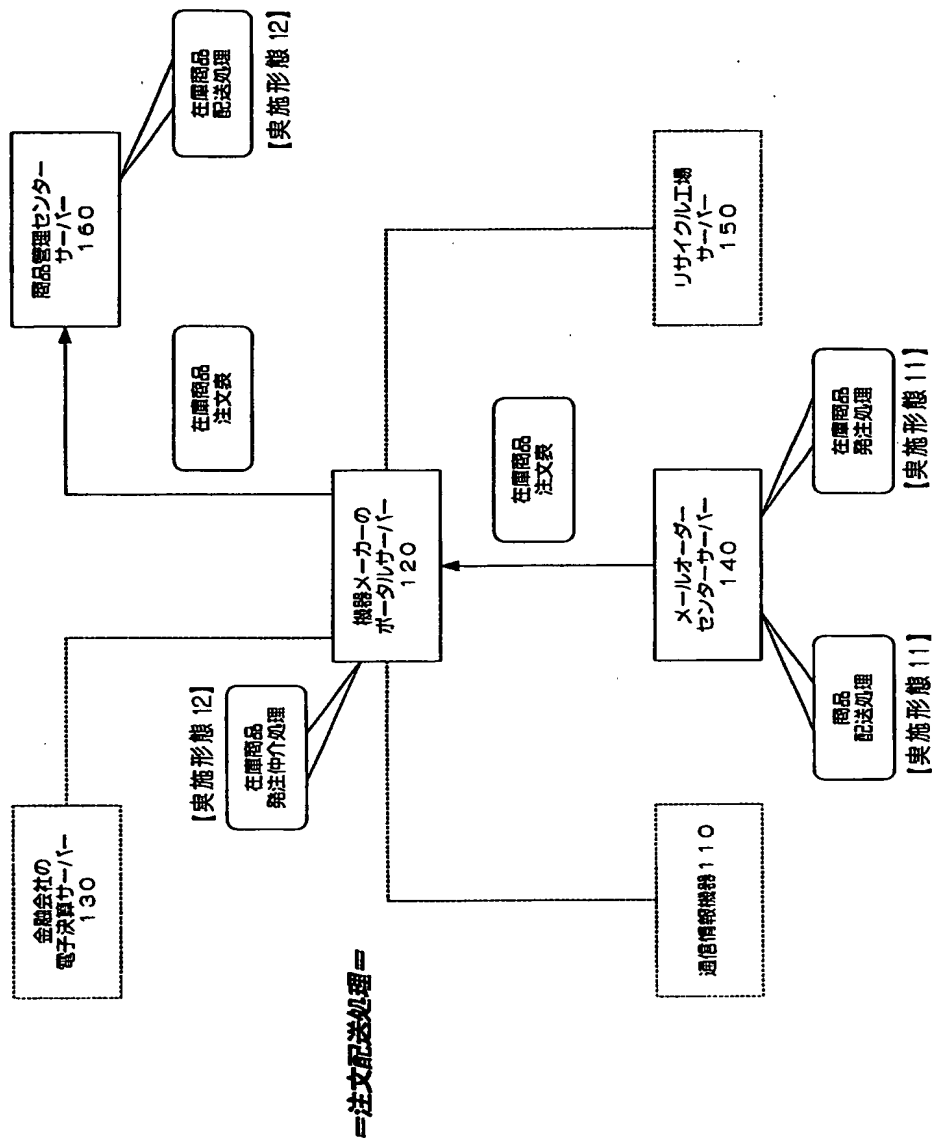 =注文配送処理=
金融会社の
電子決算サーバー
130
商品管理センター
サーバー
160
在庫商品
配送処理
【実施形態12】
在庫商品
注文表
【実施形態12】
在庫商品
発注仲介処理
機器メーカーの
ポータルサーバー
120
在庫商品
注文表
通信情報機器110
メールオーダー
センターサーバー
140
リサイクル工場
サーバー
150
商品
配送処理
【実施形態11】
在庫商品
発注処理
【実施形態11】